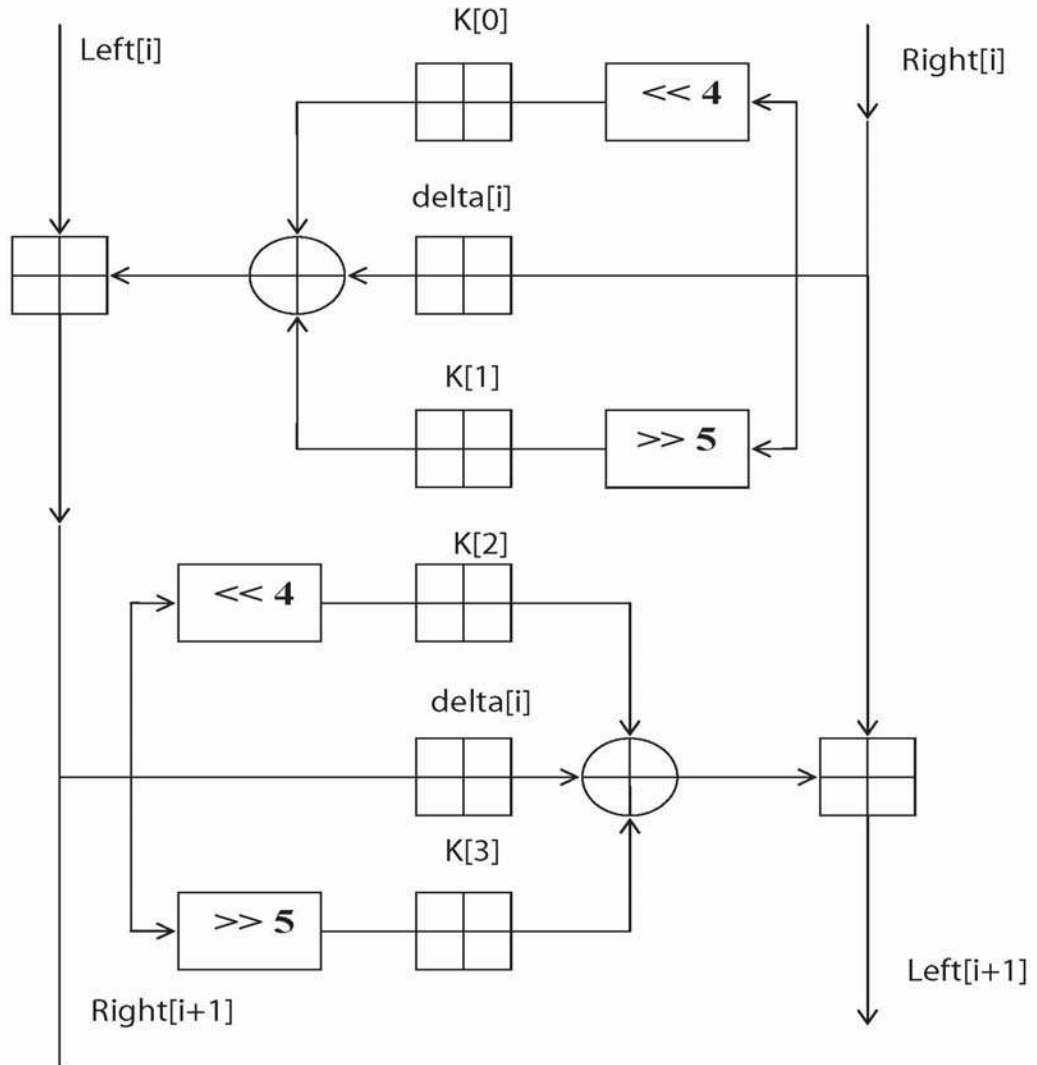 K[0]
Left[i]
Right[i]
<< 4
delta[i]
K[1]
>> 5
K[2]
<< 4
delta[i]
K[3]
>> 5
Left[i+1]
Right[i+1]